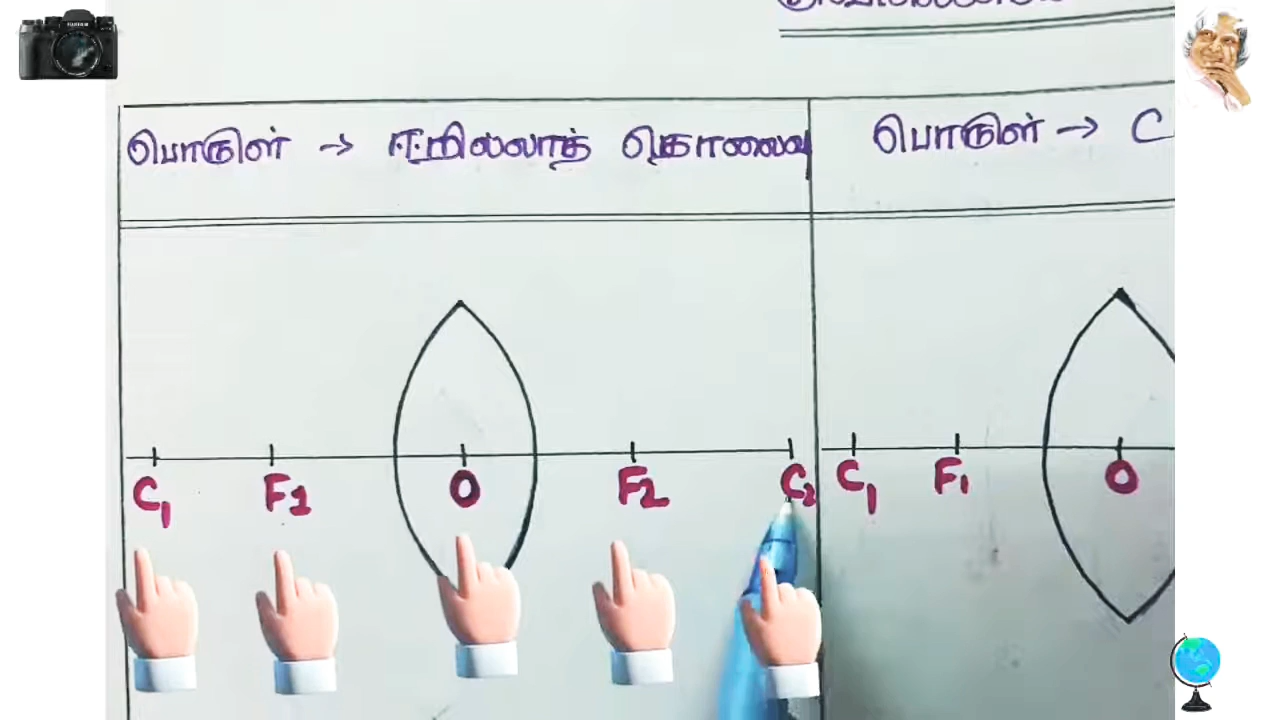 பொருள் → ஈறில்லாத் தொலைவு
பொருள் → C
C₁ F1 O F2 C₂
C₁ F₁ O